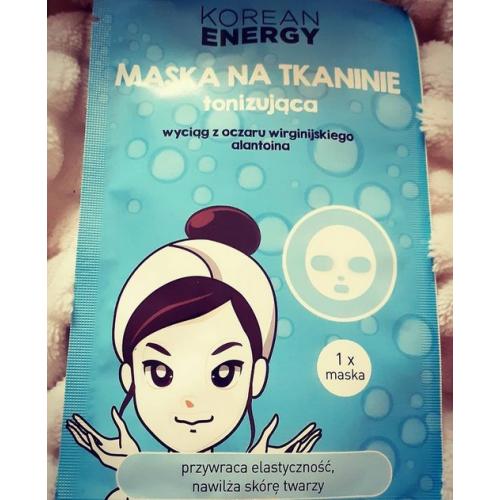 KOREAN
ENERGY
MASKA NA TKANINIE
tonizująca
wyciąg z oczaru wirginijskiego
alantoina
1 x
maska
przywraca elastyczność,
nawilża skórę twarzy